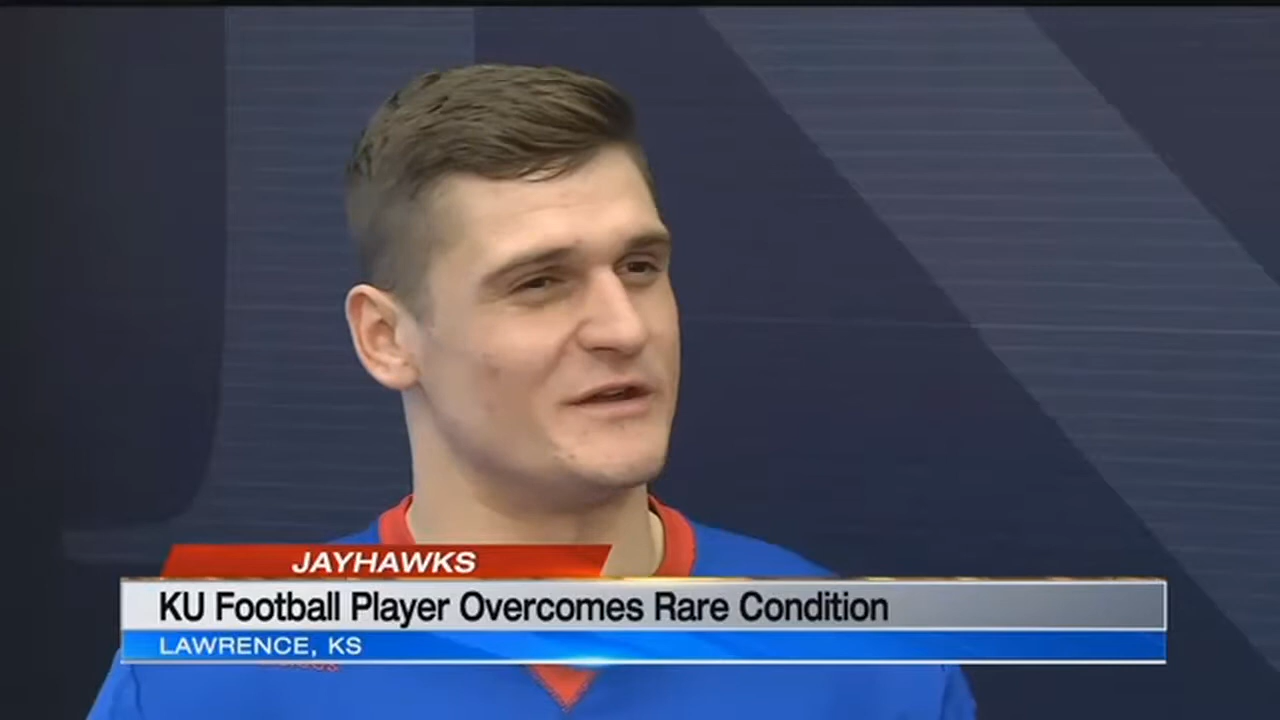 JAYHAWKS
KU Football Player Overcomes Rare Condition
LAWRENCE, KS